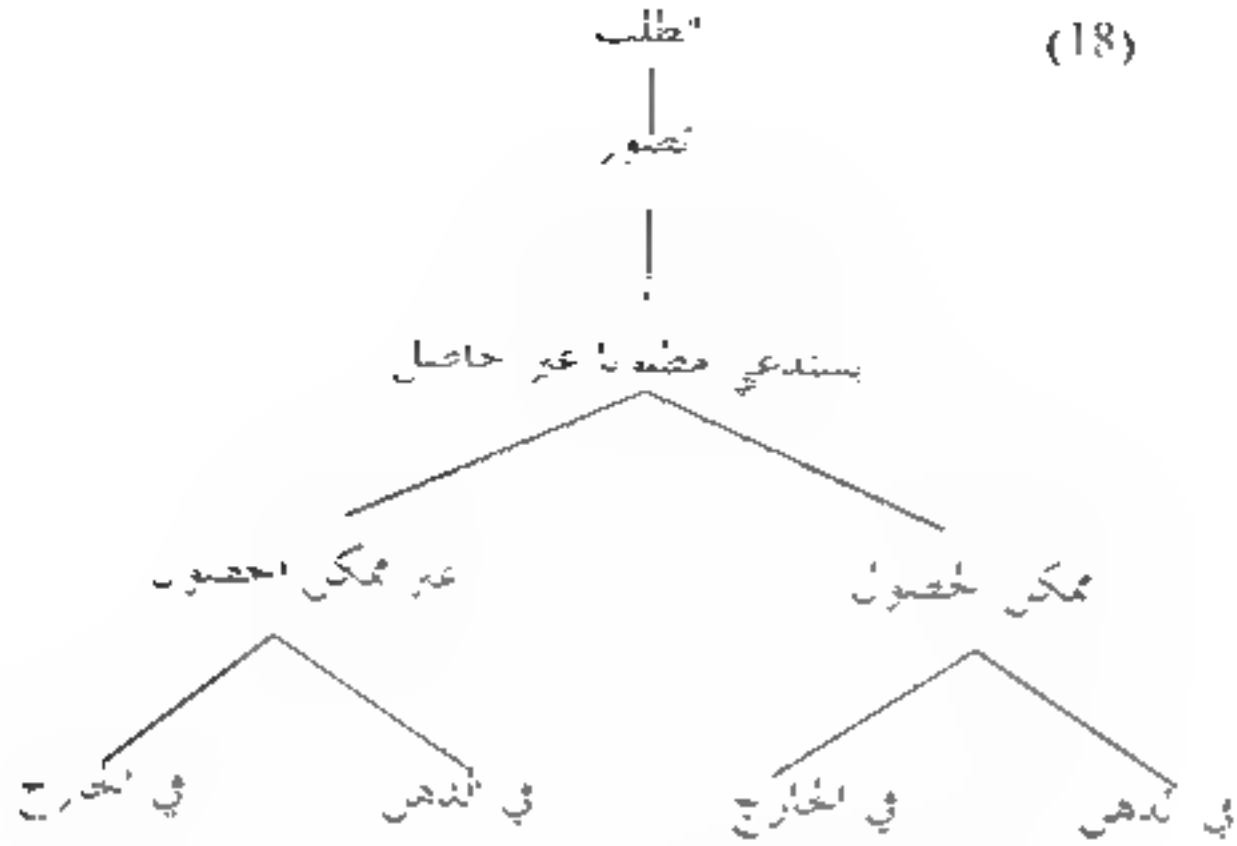 (18)
الطلب
تصور
يستدعي مطلوبا غير حاصل
ممكن الحصول
غير ممكن الحصول
في الذهن
في الخارج
في الذهن
في الخارج